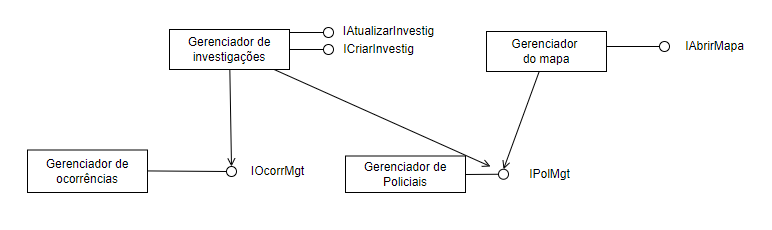 Gerenciador de
investigações
IAtualizarInvestig
ICriarInvestig
Gerenciador
do mapa
IAbrirMapa
Gerenciador de
ocorrências
IOcorrMgt
Gerenciador de
Policiais
IPolMgt